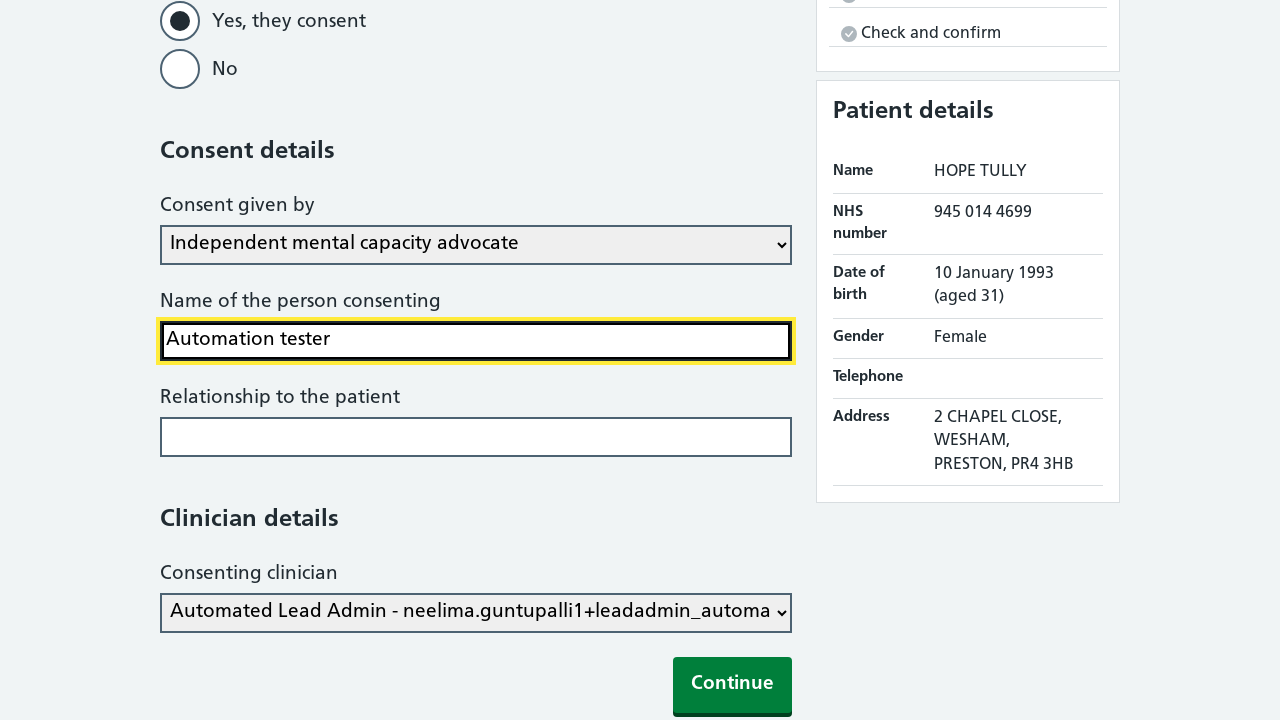 Yes, they consent
No
Consent details
Consent given by
Independent mental capacity advocate
Name of the person consenting
Automation tester
Relationship to the patient
Clinician details
Consenting clinician
Automated Lead Admin - neelima.guntupalli1+leadadmin_automa
Continue
Check and confirm
Patient details
Name HOPE TULLY
NHS number 945 014 4699
Date of birth 10 January 1993 (aged 31)
Gender Female
Telephone
Address 2 CHAPEL CLOSE,
WESHAM,
PRESTON, PR4 3HB